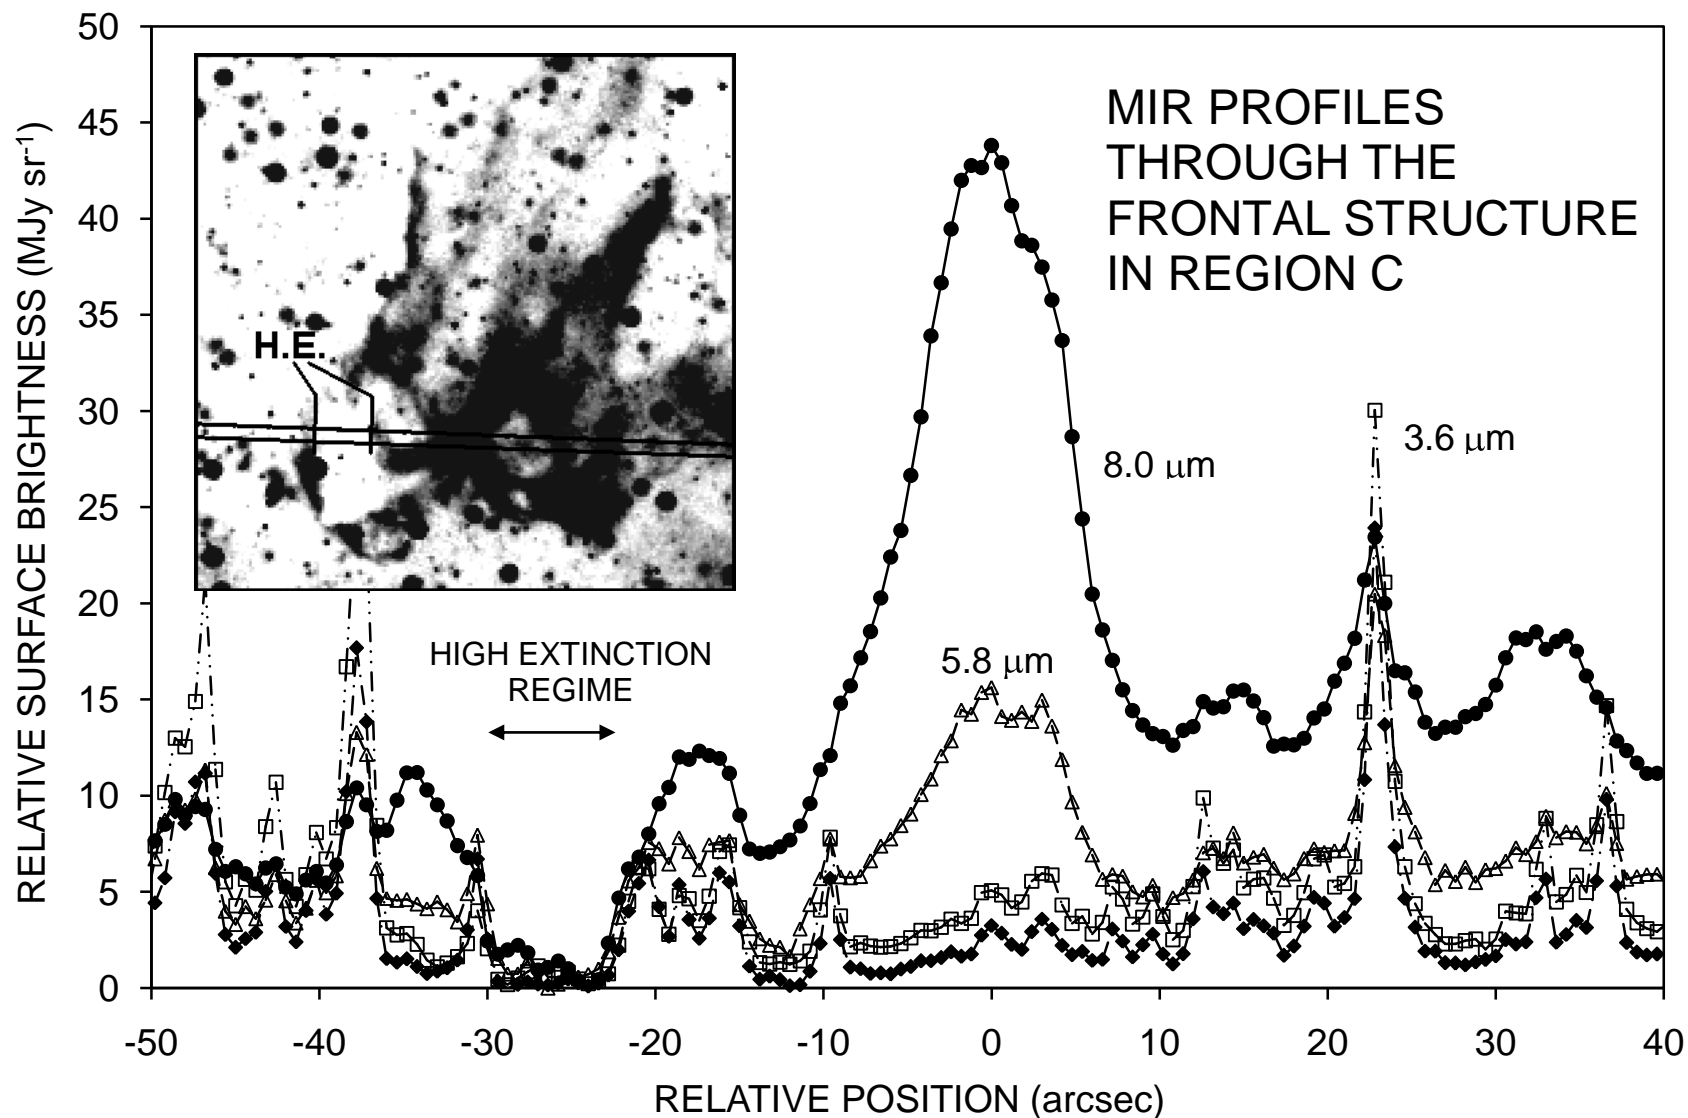 50
45
40
35
30
25
20
15
10
5
0
RELATIVE SURFACE BRIGHTNESS (MJy sr-1)
H.E.
MIR PROFILES
THROUGH THE
FRONTAL STRUCTURE
IN REGION C
3.6 μm
8.0 μm
5.8 μm
HIGH EXTINCTION
REGIME
-50 -40 -30 -20 -10 0 10 20 30 40
RELATIVE POSITION (arcsec)